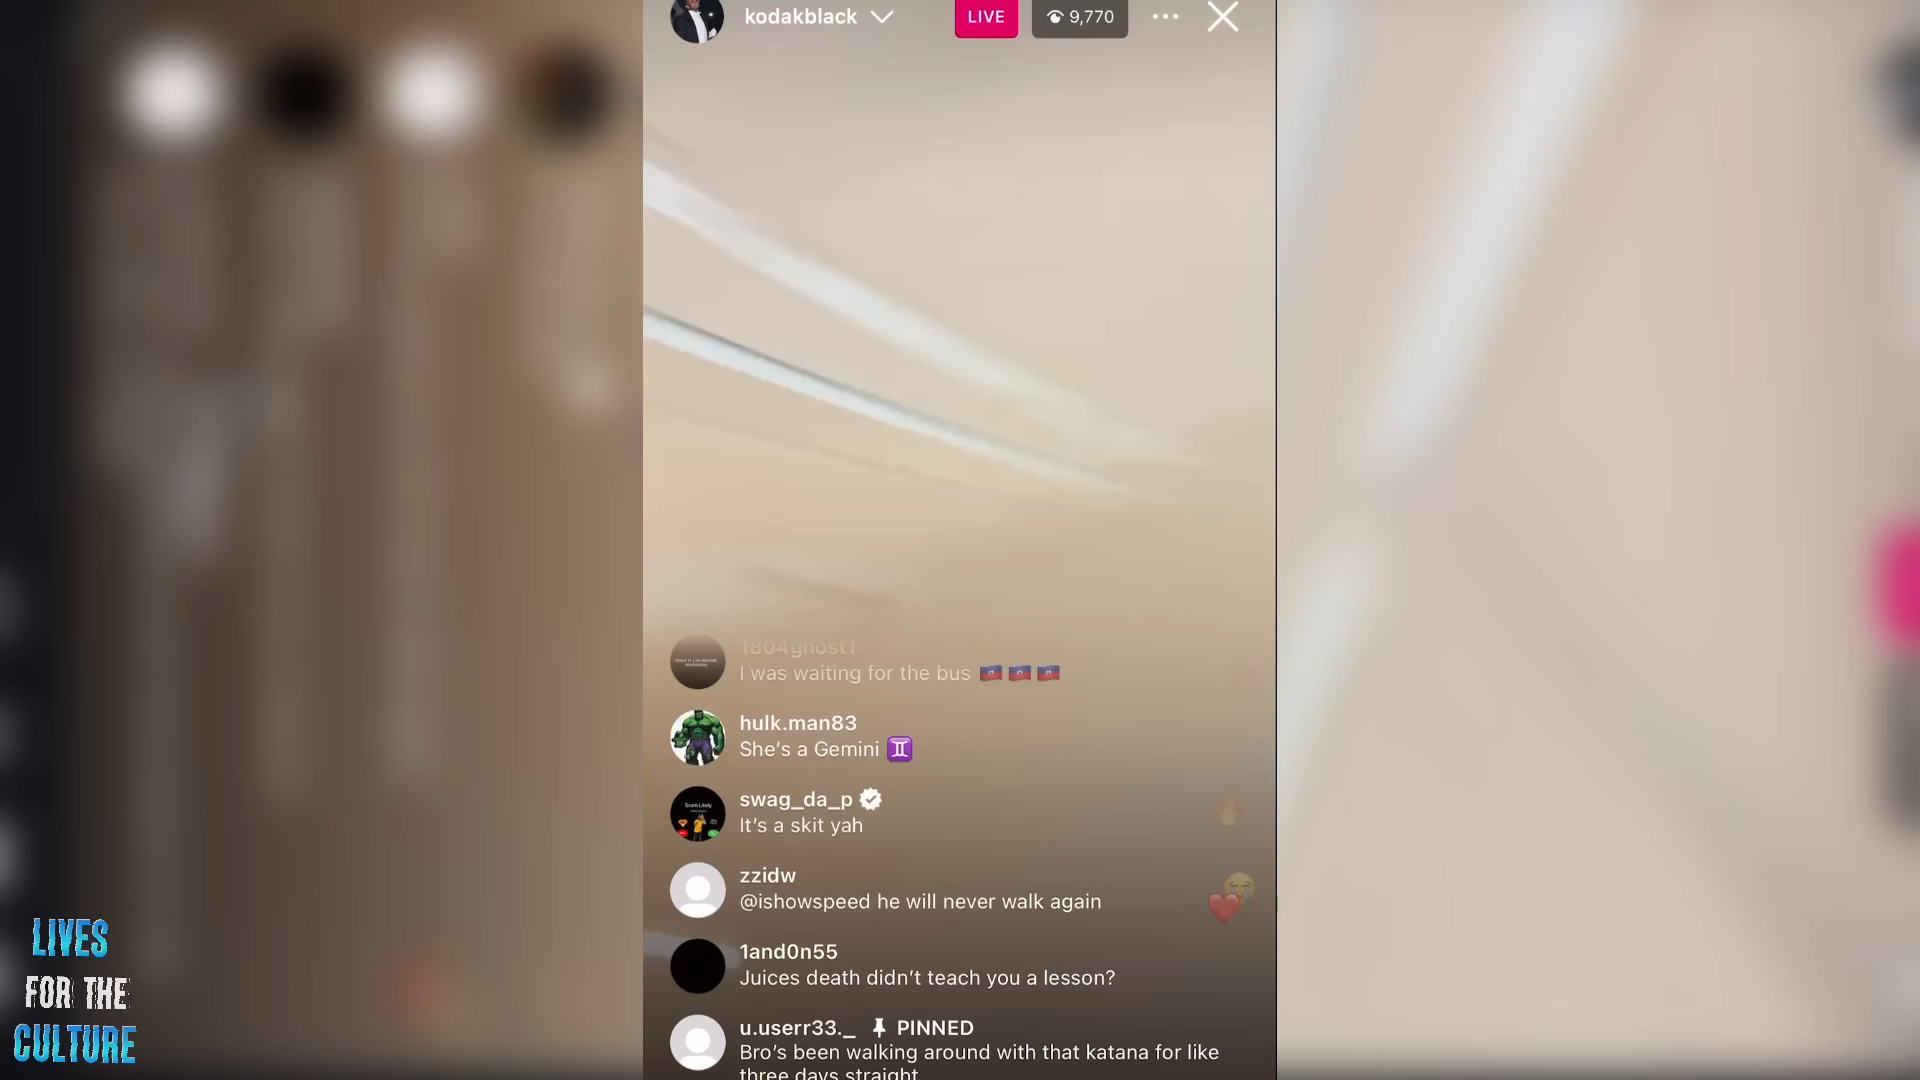 kodakblack
LIVE
9,770
1804ghost1
I was waiting for the bus 🇭🇹 🇭🇹 🇭🇹
hulk.man83
She's a Gemini ♊
swag_da_p
It's a skit yah
zzidw
@ishowspeed he will never walk again
1and0n55
Juices death didn't teach you a lesson?
u.userr33._ PINNED
Bro's been walking around with that katana for like
three days straight
LIVES
FOR THE
CULTURE